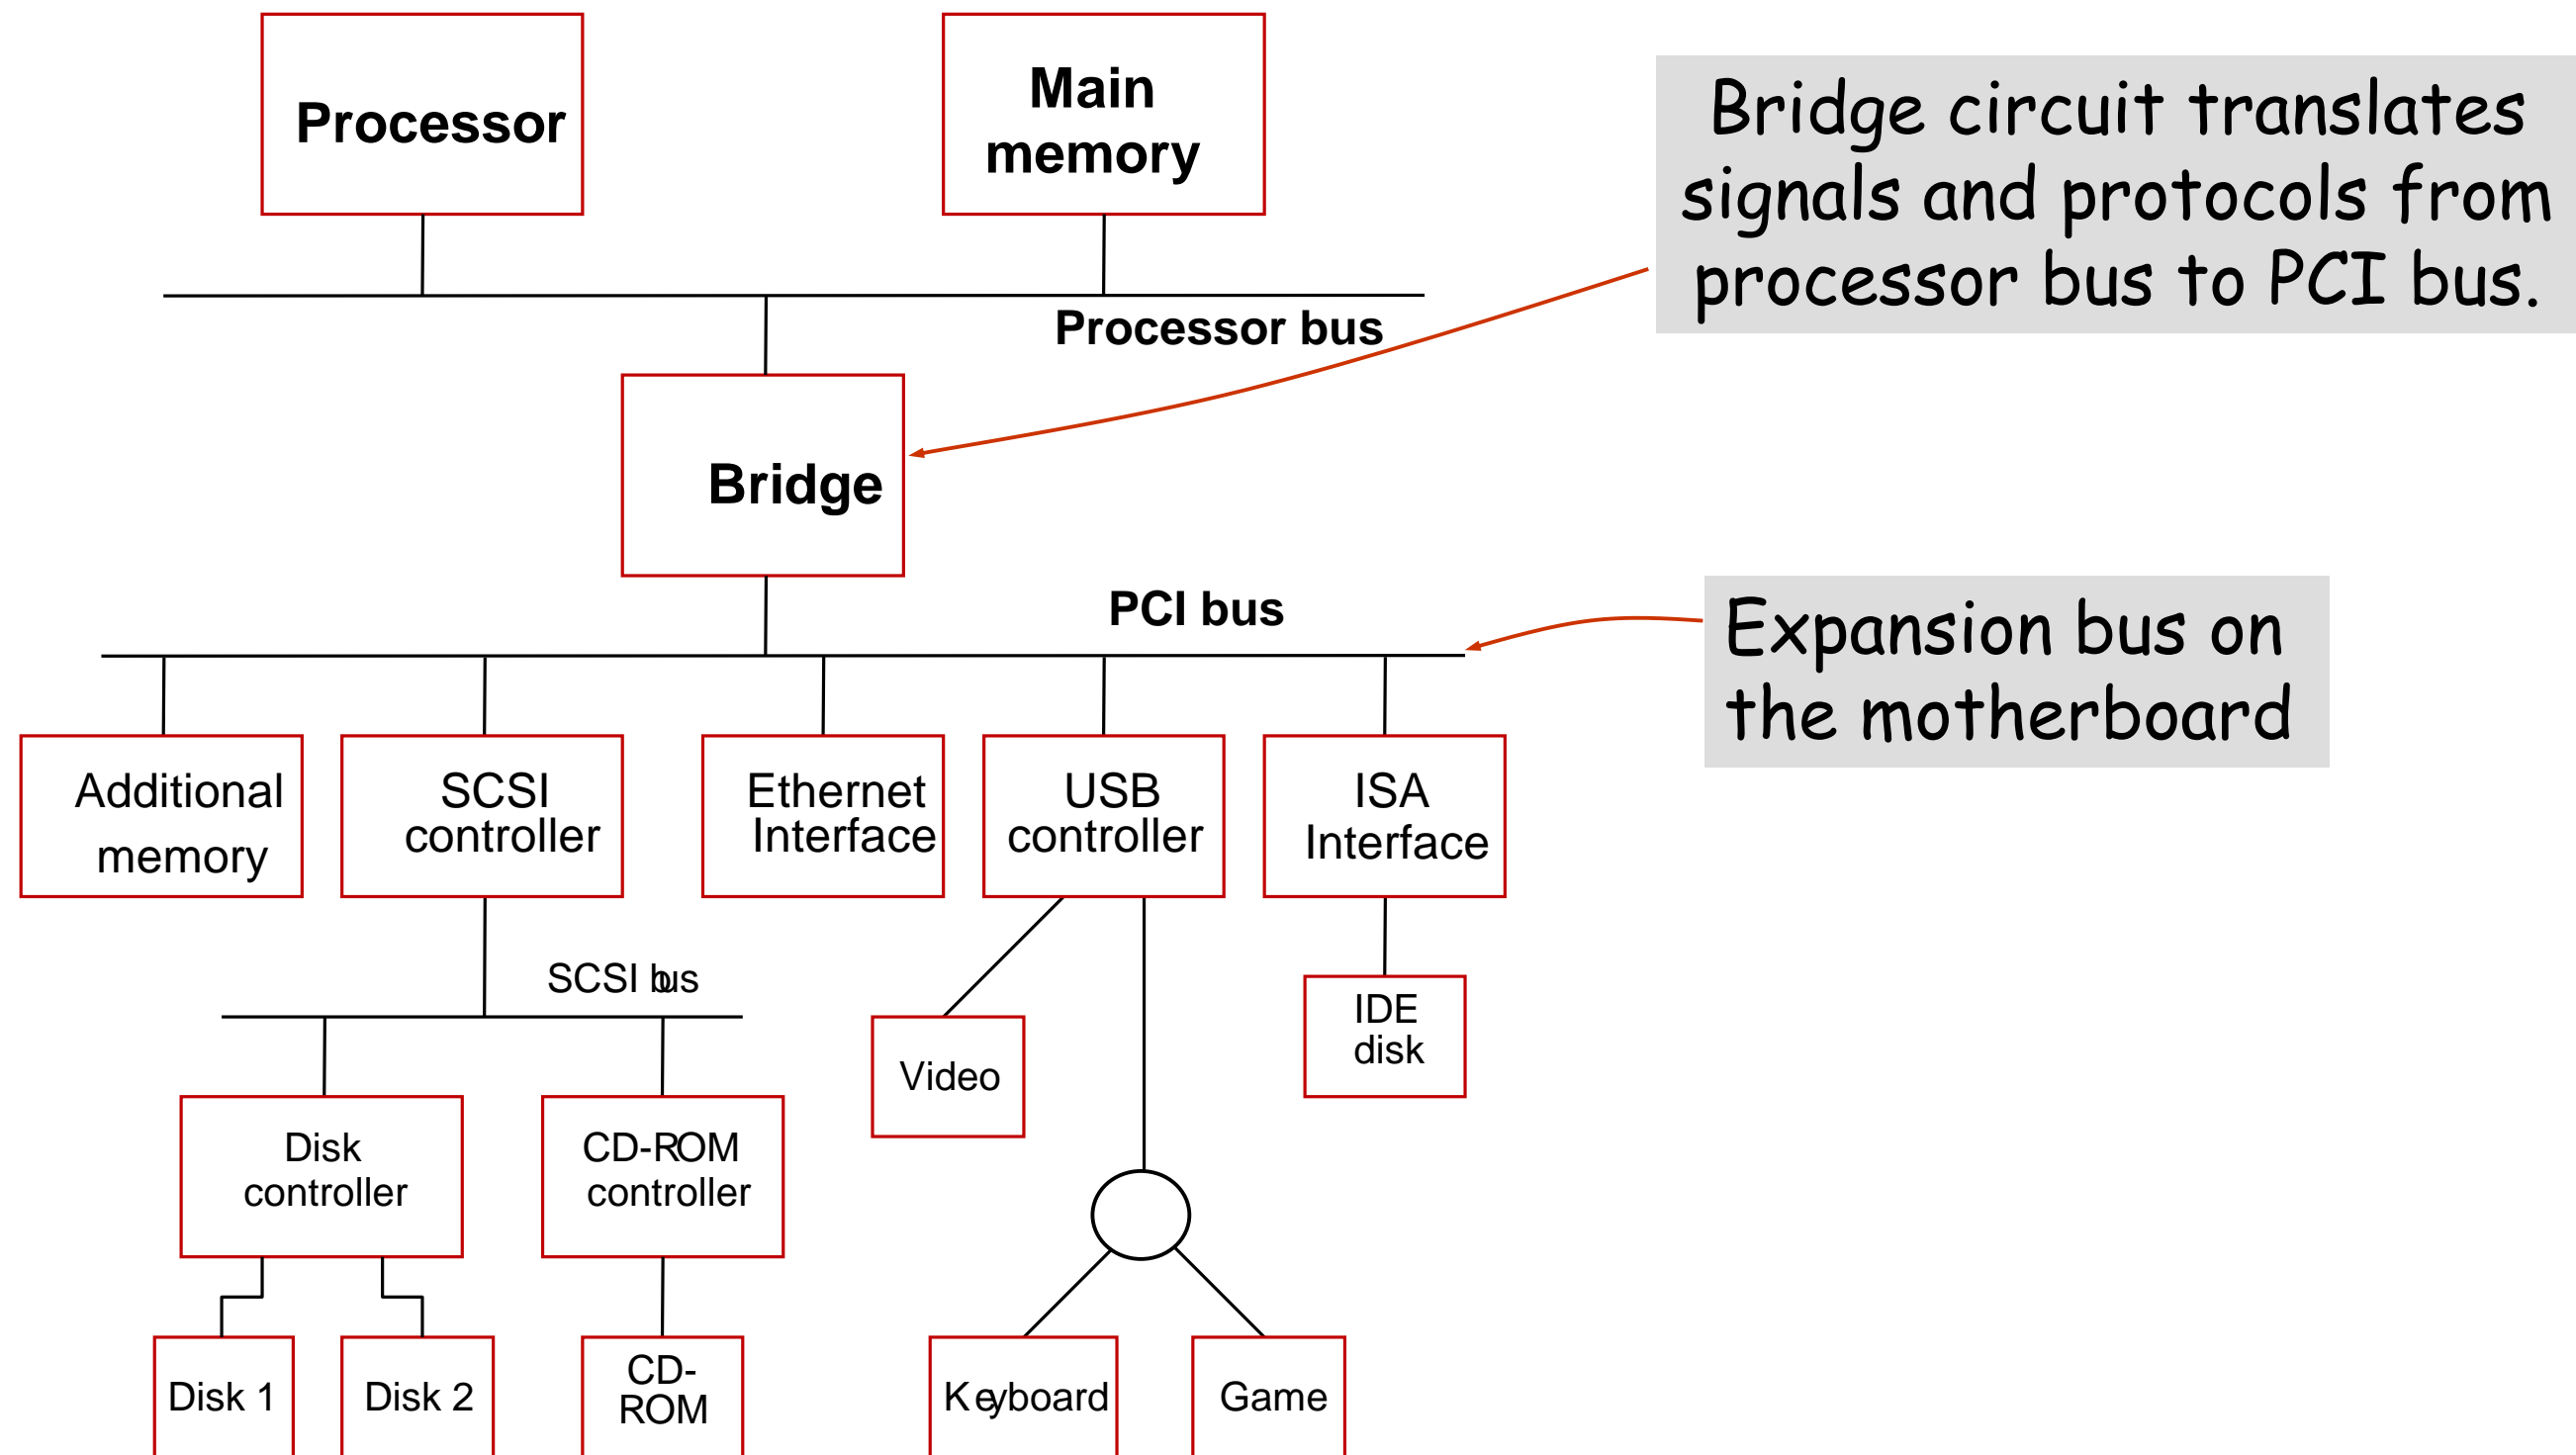 Processor
Main
memory
Bridge circuit translates
signals and protocols from
processor bus to PCI bus.
Processor bus
Bridge
PCI bus
Expansion bus on
the motherboard
Additional
memory
SCSI
controller
Ethernet
Interface
USB
controller
ISA
Interface
SCSI bus
IDE
disk
Video
Disk
controller
CD-ROM
controller
Disk 1
Disk 2
CD-
ROM
Keyboard
Game